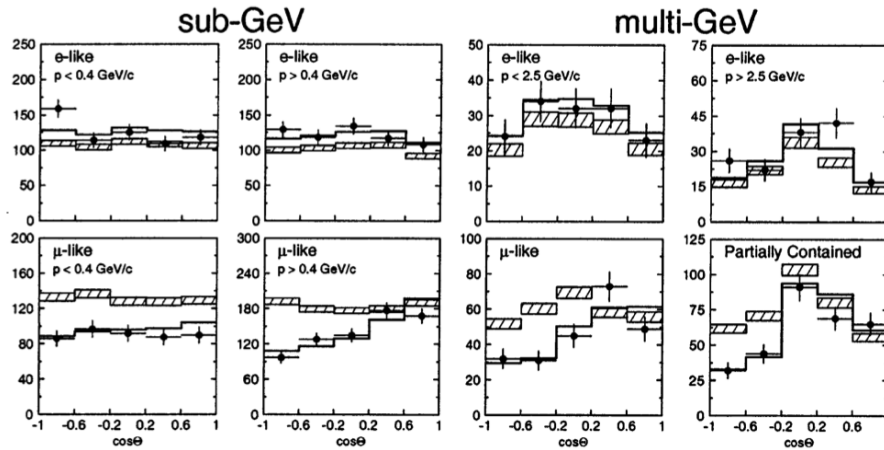 sub-GeV
multi-GeV
250
200
150
100
50
0
e-like
p < 0.4 GeV/c
250
200
150
100
50
0
e-like
p > 0.4 GeV/c
50
40
30
20
10
0
e-like
p < 2.5 GeV/c
75
60
45
30
15
0
e-like
p > 2.5 GeV/c
200
160
120
80
40
0
μ-like
p < 0.4 GeV/c
-1 -0.6 -0.2 0.2 0.6 1
cosΘ
300
240
180
120
60
0
μ-like
p > 0.4 GeV/c
-1 -0.6 -0.2 0.2 0.6 1
cosΘ
100
80
60
40
20
0
μ-like
-1 -0.6 -0.2 0.2 0.6 1
cosΘ
125
100
75
50
25
0
Partially Contained
-1 -0.6 -0.2 0.2 0.6 1
cosΘ